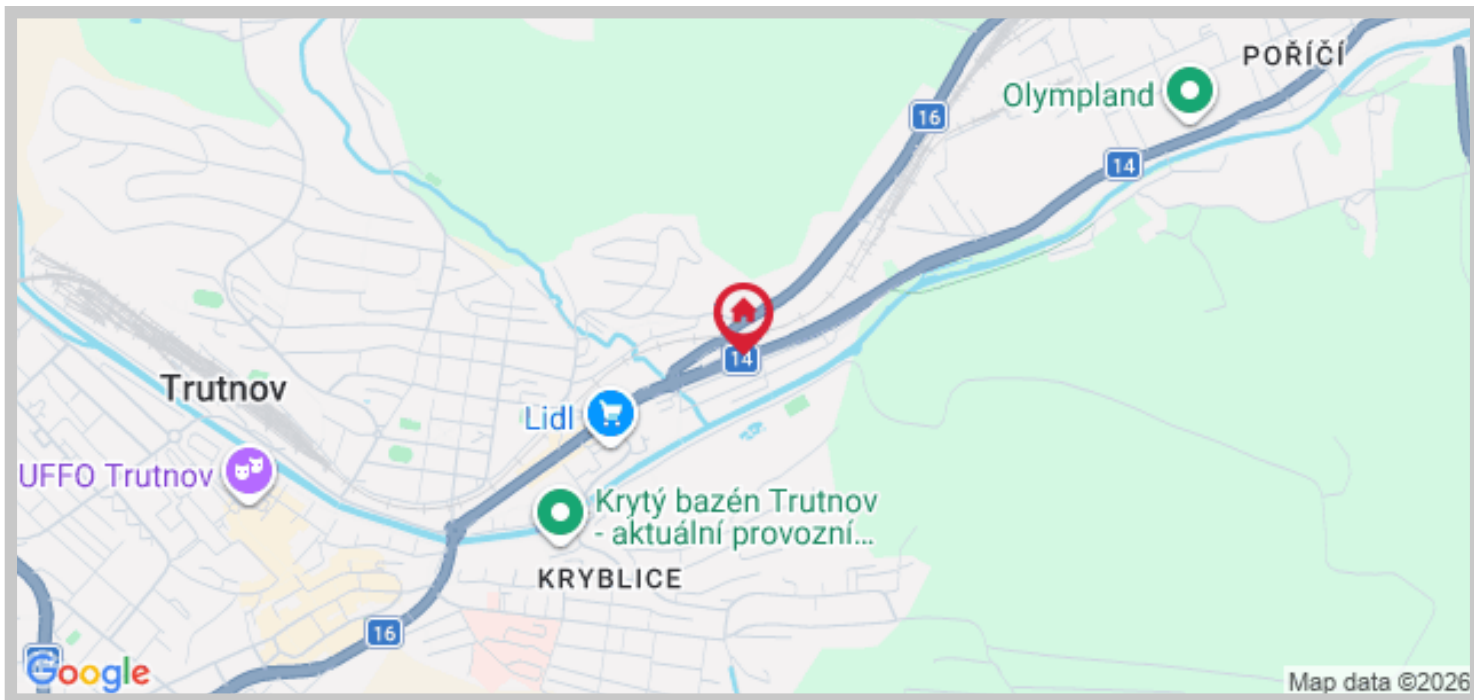 POŘÍČÍ
Olympland
16
14
14
Trutnov
Lidl
UFFO Trutnov
Krytý bazén Trutnov
- aktuální provozní...
KRYBLICE
16
Google
Map data ©2026